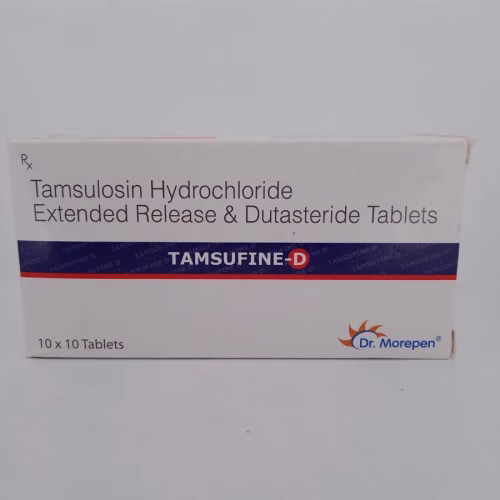 Rx
Tamsulosin Hydrochloride
Extended Release & Dutasteride Tablets
TAMSUFINE-D
10 x 10 Tablets
Dr. Morepen®